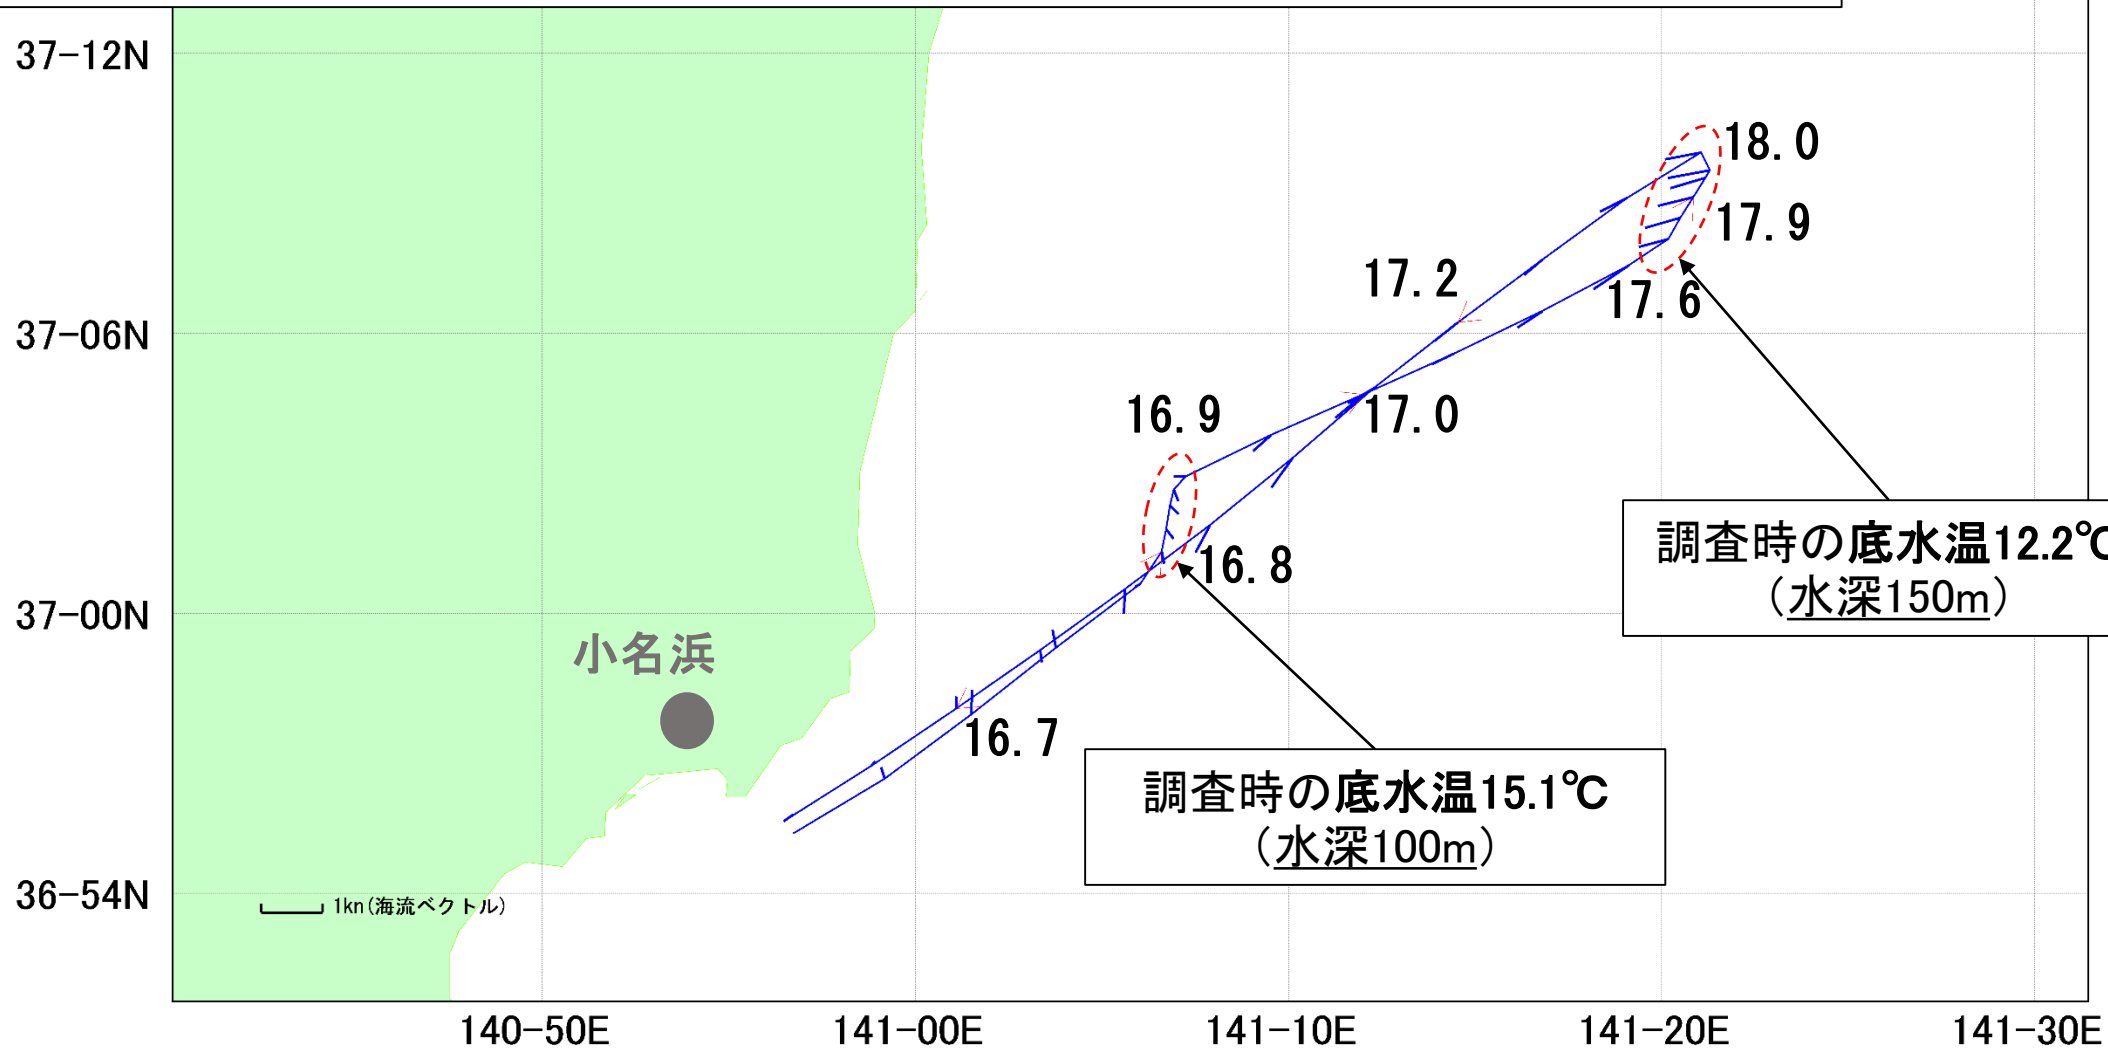 37-12N
18.0
17.9
17.2
17.6
37-06N
16.9
17.0
調査時の底水温12.2℃
（水深150m）
16.8
37-00N
小名浜
16.7
調査時の底水温15.1℃
（水深100m）
36-54N
1kn(海流ベクトル)
140-50E
141-00E
141-10E
141-20E
141-30E